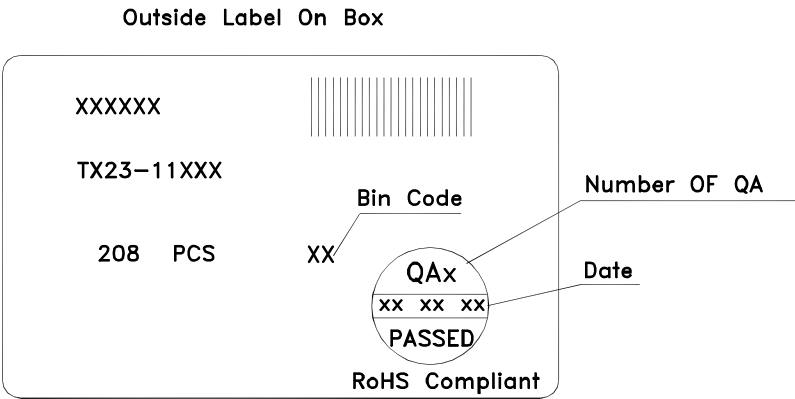 Outside Label On Box
XXXXXX
TX23-11XXX
Bin Code
Number OF QA
208 PCS XX
QAx
Date
xx xx xx
PASSED
RoHS Compliant